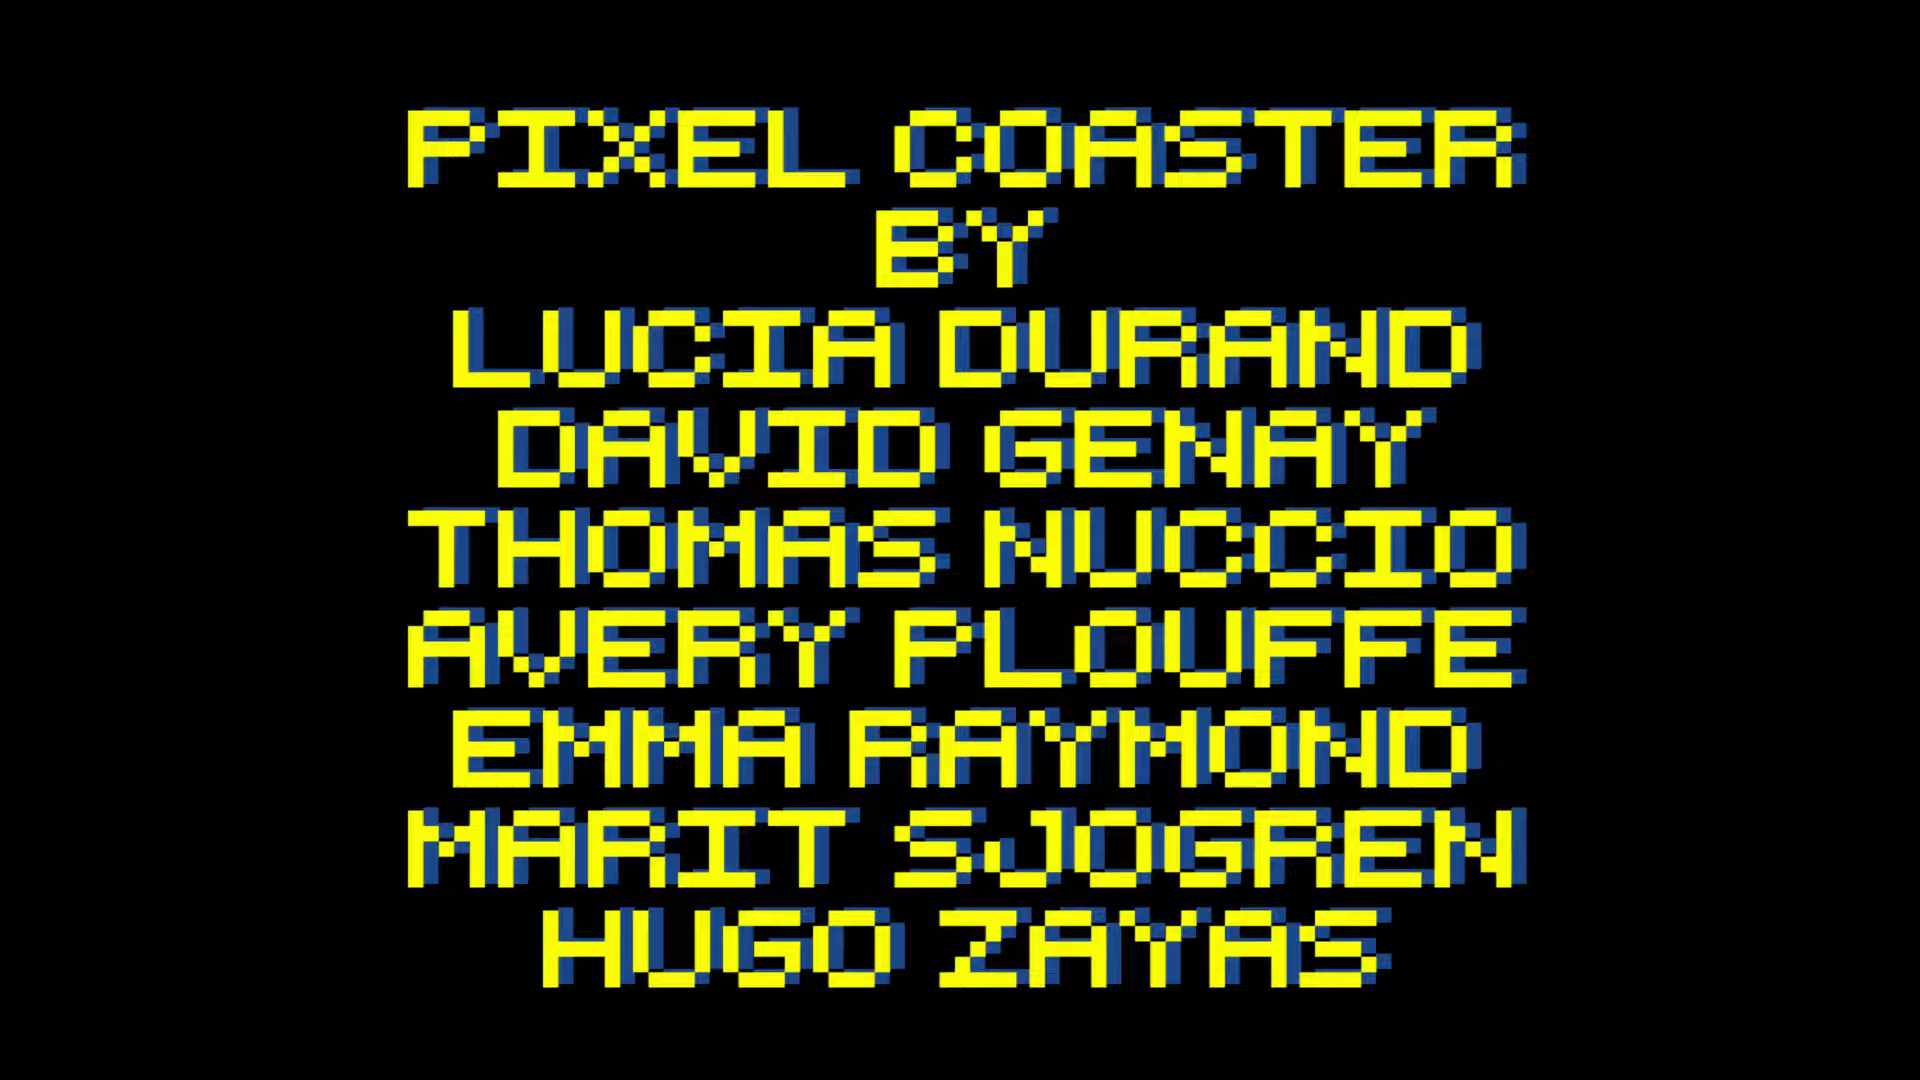 PIXEL COASTER
BY
LUCIA DURAND
DAVID GENAY
THOMAS NUCCIO
AVERY PLOUFFE
EMMA RAYMOND
MARIT SJOGREN
HUGO ZAYAS